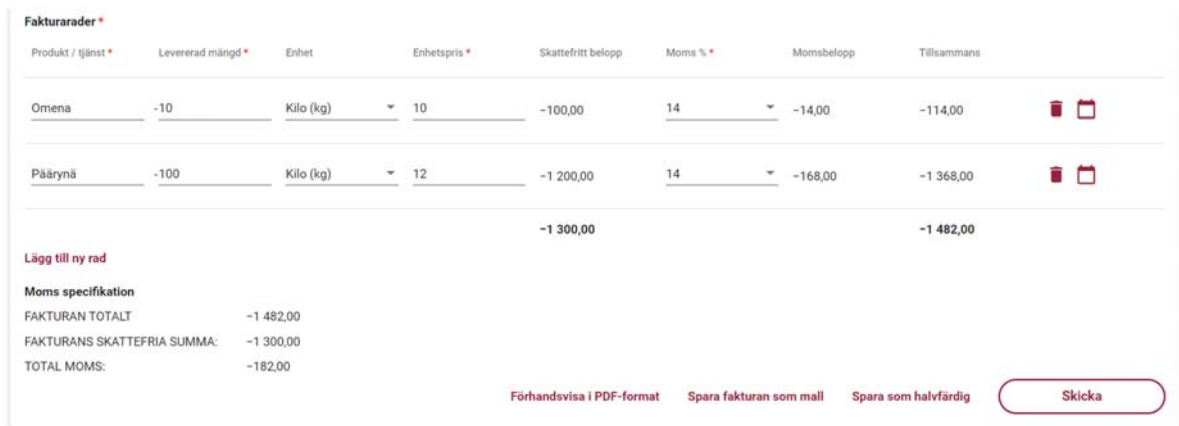 Fakturarader *
Produkt / tjänst * Levererad mängd * Enhet Enhetspris * Skattefritt belopp Moms % * Momsbelopp Tillsammans
Omena -10 Kilo (kg) 10 −100,00 14 −14,00 −114,00
Päärynä -100 Kilo (kg) 12 −1 200,00 14 −168,00 −1 368,00
−1 300,00 −1 482,00
Lägg till ny rad
Moms specifikation
FAKTURAN TOTALT −1 482,00
FAKTURANS SKATTEFRIA SUMMA: −1 300,00
TOTAL MOMS: −182,00
Förhandsvisa i PDF-format Spara fakturan som mall Spara som halvfärdig Skicka